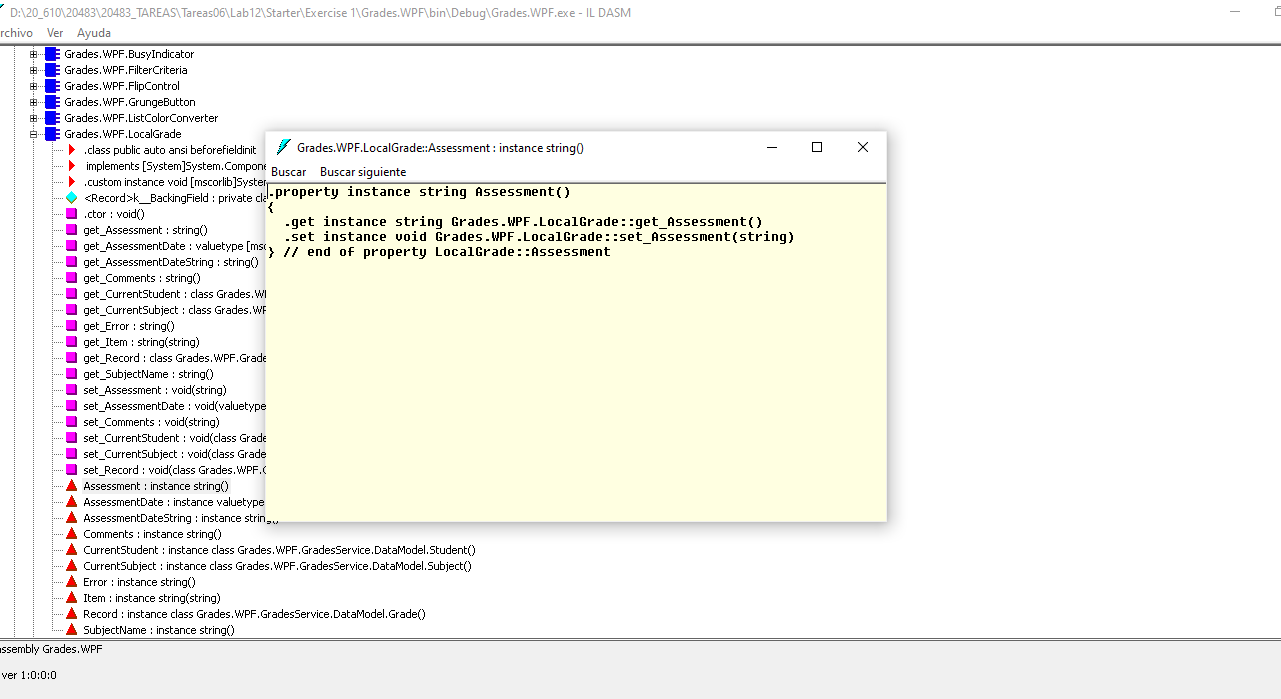 D:\20_610\20483\20483_TAREAS\Tareas06\Lab12\Starter\Exercise 1\Grades.WPF\bin\Debug\Grades.WPF.exe - IL DASM
rchivo Ver Ayuda
Grades.WPF.BusyIndicator
Grades.WPF.FilterCriteria
Grades.WPF.FlipControl
Grades.WPF.GrungeButton
Grades.WPF.ListColorConverter
Grades.WPF.LocalGrade
.class public auto ansi beforefieldinit
implements [System]System.Compone
.custom instance void [mscorlib]System
<Record>k__BackingField : private cla
.ctor : void()
get_Assessment : string()
get_AssessmentDate : valuetype [msc
get_AssessmentDateString : string()
get_Comments : string()
get_CurrentStudent : class Grades.W
get_CurrentSubject : class Grades.WP
get_Error : string()
get_Item : string(string)
get_Record : class Grades.WPF.Grade
get_SubjectName : string()
set_Assessment : void(string)
set_AssessmentDate : void(valuetype
set_Comments : void(string)
set_CurrentStudent : void(class Grade
set_CurrentSubject : void(class Grade
set_Record : void(class Grades.WPF.G
Assessment : instance string()
AssessmentDate : instance valuetype
AssessmentDateString : instance string()
Comments : instance string()
CurrentStudent : instance class Grades.WPF.GradesService.DataModel.Student()
CurrentSubject : instance class Grades.WPF.GradesService.DataModel.Subject()
Error : instance string()
Item : instance string(string)
Record : instance class Grades.WPF.GradesService.DataModel.Grade()
SubjectName : instance string()
Grades.WPF.LocalGrade::Assessment : instance string()
Buscar Buscar siguiente
.property instance string Assessment()
{
.get instance string Grades.WPF.LocalGrade::get_Assessment()
.set instance void Grades.WPF.LocalGrade::set_Assessment(string)
} // end of property LocalGrade::Assessment
ssembly Grades.WPF
ver 1:0:0:0